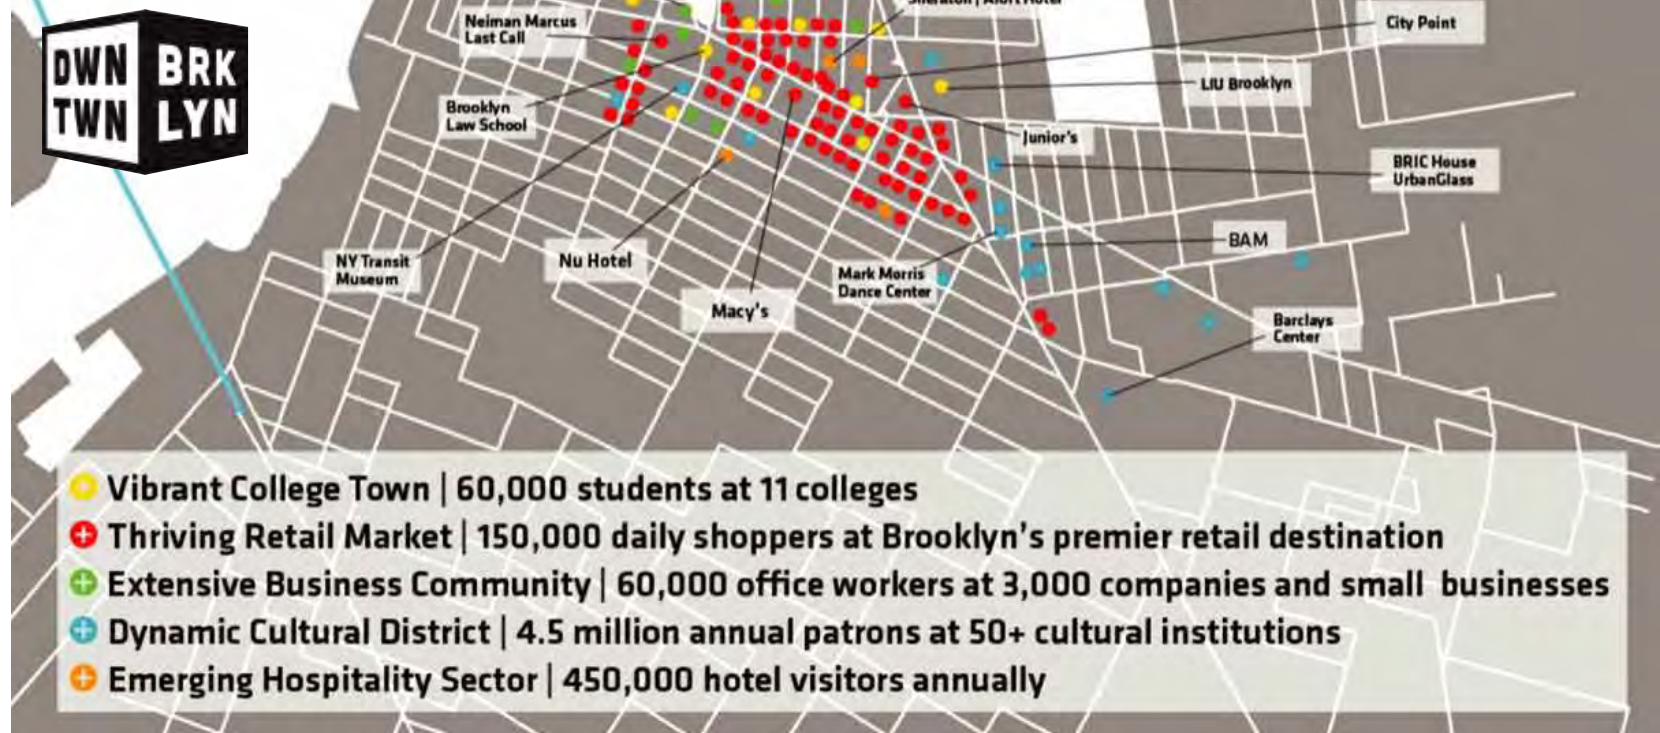 DWN
TWN
BRK
LYN
Neiman Marcus
Last Call
City Point
LIU Brooklyn
Brooklyn
Law School
Junior's
BRIC House
UrbanGlass
BAM
NY Transit
Museum
Nu Hotel
Mark Morris
Dance Center
Macy's
Barclays
Center
Vibrant College Town | 60,000 students at 11 colleges
Thriving Retail Market | 150,000 daily shoppers at Brooklyn's premier retail destination
Extensive Business Community | 60,000 office workers at 3,000 companies and small businesses
Dynamic Cultural District | 4.5 million annual patrons at 50+ cultural institutions
Emerging Hospitality Sector | 450,000 hotel visitors annually